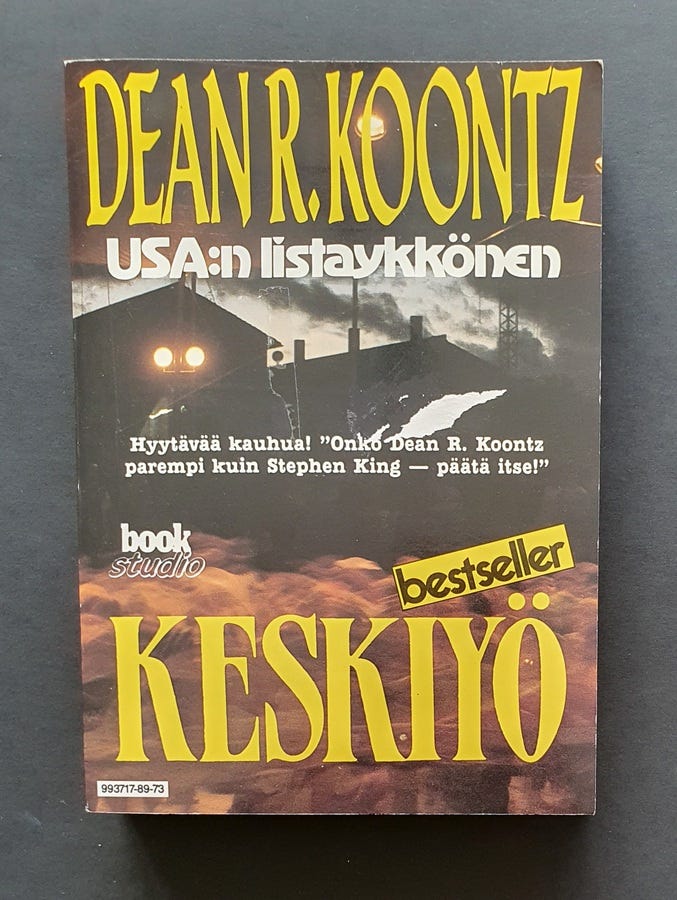 DEAN R. KOONTZ
USA:n listaykkönen
Hyytävää kauhua! ”Onko Dean R. Koontz
parempi kuin Stephen King — päätä itse!”
book
studio
bestseller
KESKIYÖ
993717-89-73